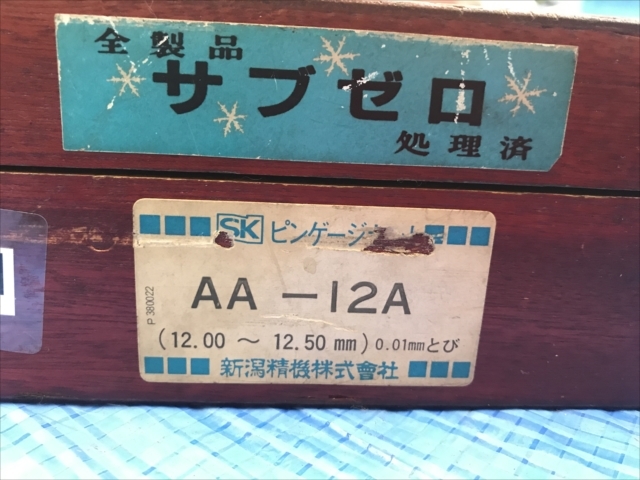 全製品
サブゼロ
処理済
SK ピンゲージ
AA-12A
(12.00 ～ 12.50 mm) 0.01mmとび
新潟精機株式會社
P 380022